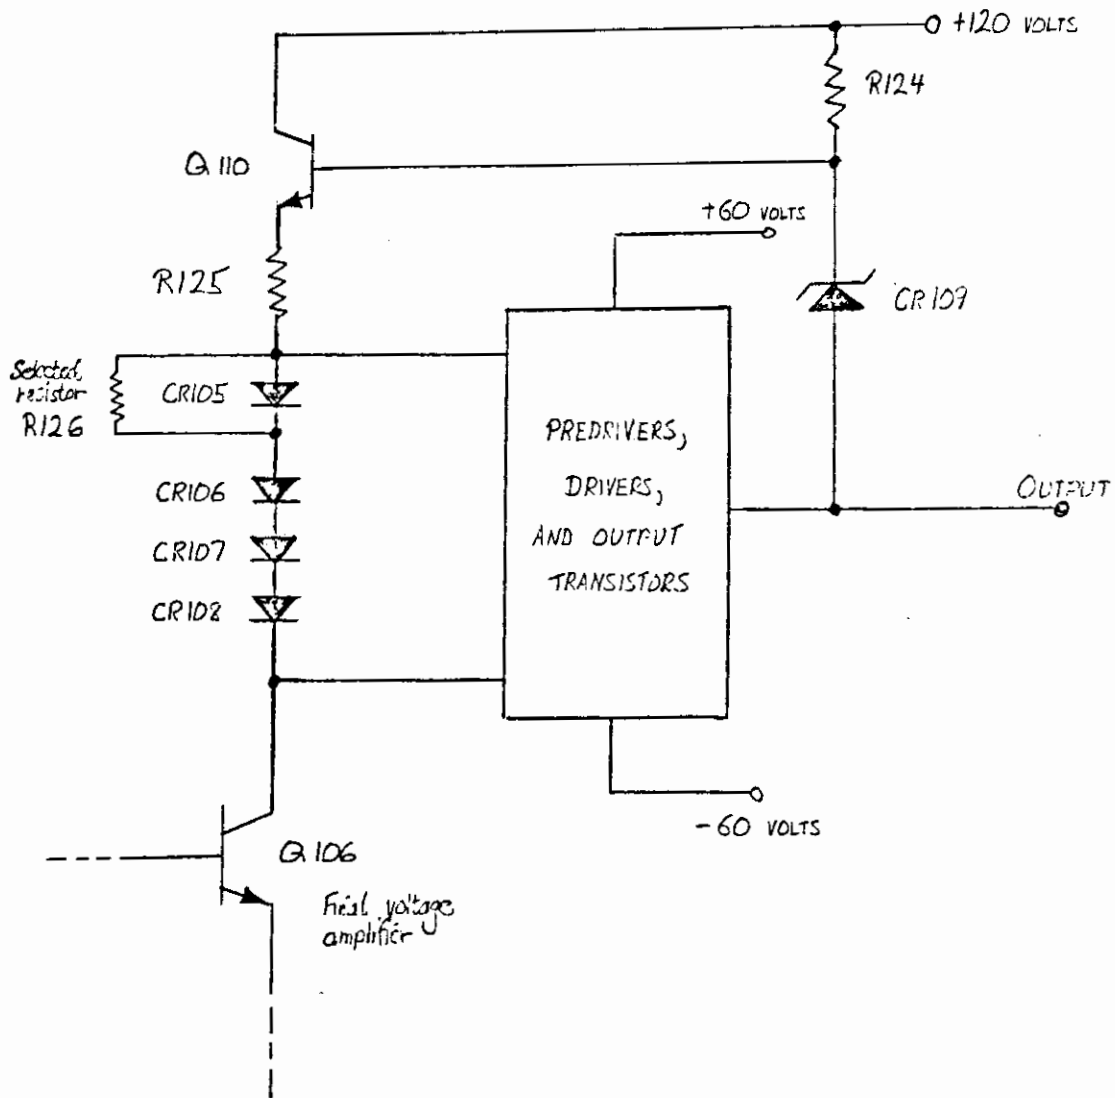 +120 VOLTS
R124
Q110
+60 VOLTS
R125
CR109
Selected
resistor
R126
CR105
PREDRIVERS,
DRIVERS,
AND OUTPUT
TRANSISTORS
CR106
CR107
CR108
OUTPUT
-60 VOLTS
Q106
Final voltage
amplifier